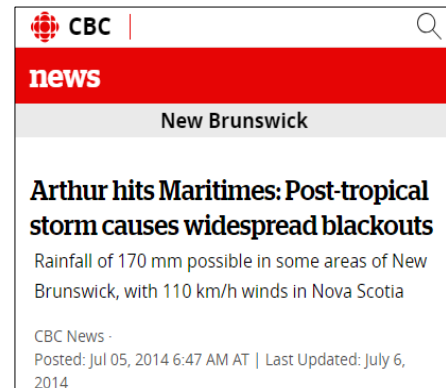 CBC
news
New Brunswick
Arthur hits Maritimes: Post-tropical
storm causes widespread blackouts
Rainfall of 170 mm possible in some areas of New
Brunswick, with 110 km/h winds in Nova Scotia
CBC News ·
Posted: Jul 05, 2014 6:47 AM AT | Last Updated: July 6,
2014